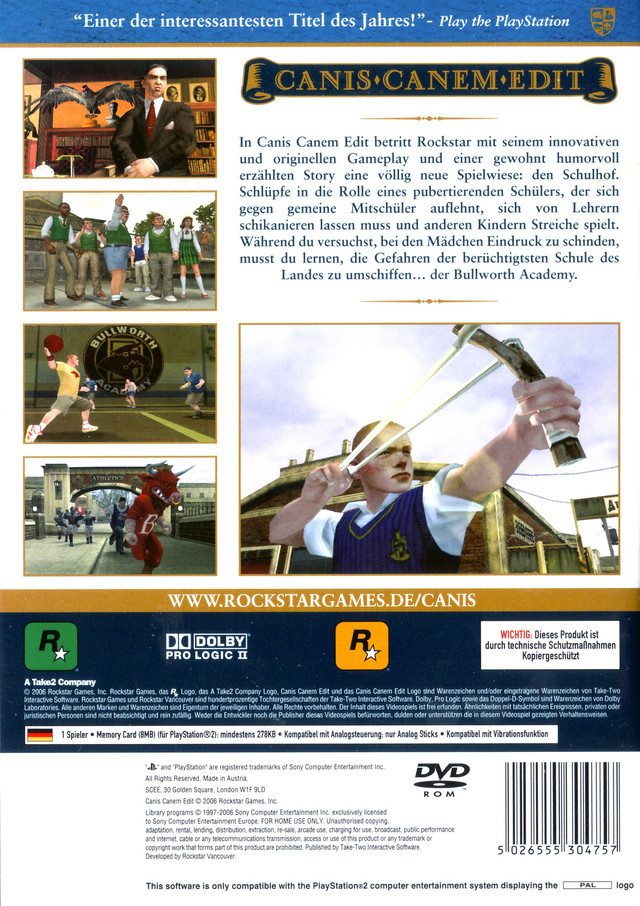 “Einer der interessantesten Titel des Jahres!”- Play the PlayStation
CANIS•CANEM•EDIT
In Canis Canem Edit betritt Rockstar mit seinem innovativen
und originellen Gameplay und einer gewohnt humorvoll
erzählten Story eine völlig neue Spielwiese: den Schulhof.
Schlüpfe in die Rolle eines pubertierenden Schülers, der sich
gegen gemeine Mitschüler auflehnt, sich von Lehrern
schikanieren lassen muss und anderen Kindern Streiche spielt.
Während du versuchst, bei den Mädchen Eindruck zu schinden,
musst du lernen, die Gefahren der berüchtigtsten Schule des
Landes zu umschiffen... der Bullworth Academy.
BULLWORTH
ACADEMY
ATHLETICS
B
WWW.ROCKSTARGAMES.DE/CANIS
R
DOLBY
PRO LOGIC II
R
WICHTIG: Dieses Produkt ist
durch technische Schutzmaßnahmen
Kopiergeschützt
A Take2 Company
© 2006 Rockstar Games, Inc. Rockstar Games, das R Logo, das A Take2 Company Logo, Canis Canem Edit und das Canis Canem Edit Logo sind Warenzeichen und/oder eingetragene Warenzeichen von Take-Two
Interactive Software. Rockstar Games und Rockstar Vancouver sind hundertprozentige Tochtergesellschaften der Take-Two Interactive Software. Dolby, Pro Logic sowie das Doppel-D-Symbol sind Warenzeichen von Dolby
Laboratories. Alle anderen Marken und Warenzeichen sind Eigentum der jeweiligen Inhaber. Alle Rechte vorbehalten. Der Inhalt dieses Videospiels ist frei erfunden. Ähnlichkeiten mit tatsächlichen Ereignissen, privaten oder
juristischen Personen sind nicht beabsichtigt und rein zufällig. Weder die Entwickler noch die Publisher dieses Videospiels befürworten, dulden oder unterstützen die in diesem Videospiel gezeigten Verhaltensweisen.
1 Spieler • Memory Card (8MB) (für PlayStation®2): mindestens 278KB • Kompatibel mit Analogsteuerung: nur Analog Sticks • Kompatibel mit Vibrationsfunktion
" " and "PlayStation" are registered trademarks of Sony Computer Entertainment Inc.
All Rights Reserved. Made in Austria.
SCEE, 30 Golden Square, London W1F 9LD
Canis Canem Edit © 2006 Rockstar Games, Inc.
Library programs © 1997-2006 Sony Computer Entertainment Inc. exclusively licensed
to Sony Computer Entertainment Europe. FOR HOME USE ONLY. Unauthorised copying,
adaptation, rental, lending, distribution, extraction, re-sale, arcade use, charging for use, broadcast, public performance
and internet, cable or any telecommunications transmission, access or use of this product or any trademark or
copyright work that forms part of this product are prohibited. Published by Take-Two Interactive Software.
Developed by Rockstar Vancouver.
DVD
ROM
5 026555 304757
This software is only compatible with the PlayStation®2 computer entertainment system displaying the PAL logo